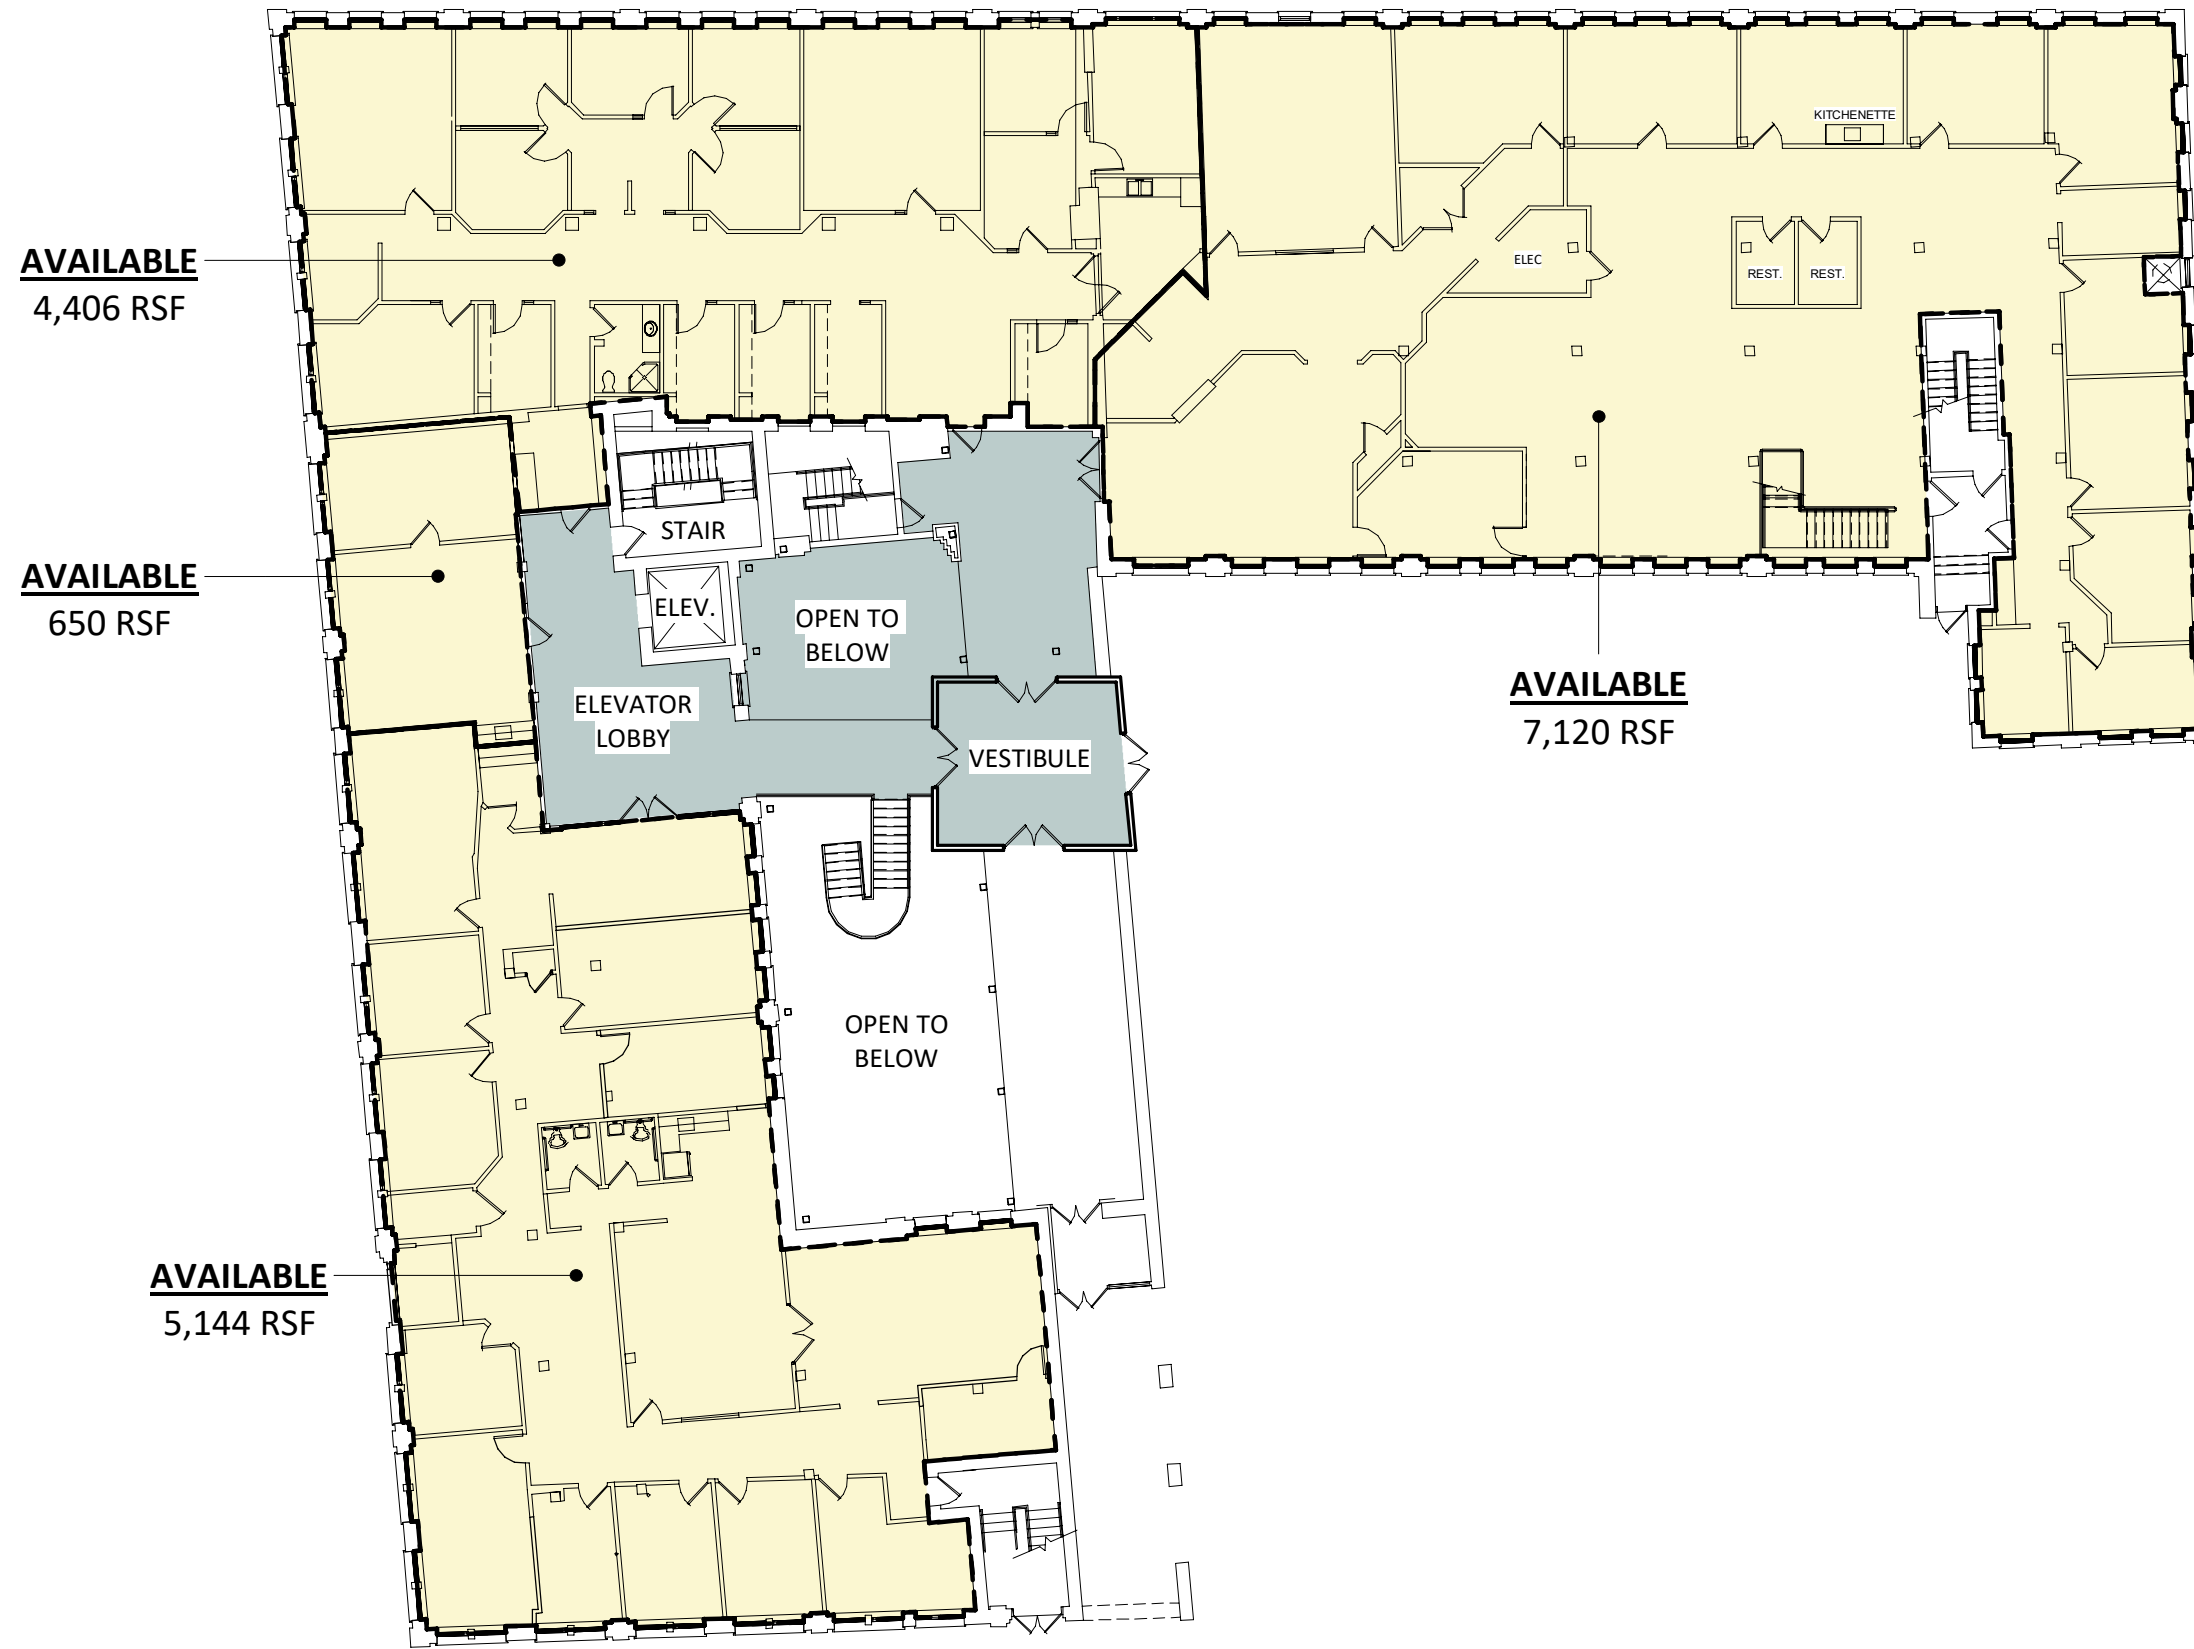 KITCHENETTE
AVAILABLE
4,406 RSF
ELEC
REST.
REST.
STAIR
AVAILABLE
650 RSF
ELEV.
OPEN TO
BELOW
ELEVATOR
LOBBY
VESTIBULE
AVAILABLE
7,120 RSF
OPEN TO
BELOW
AVAILABLE
5,144 RSF